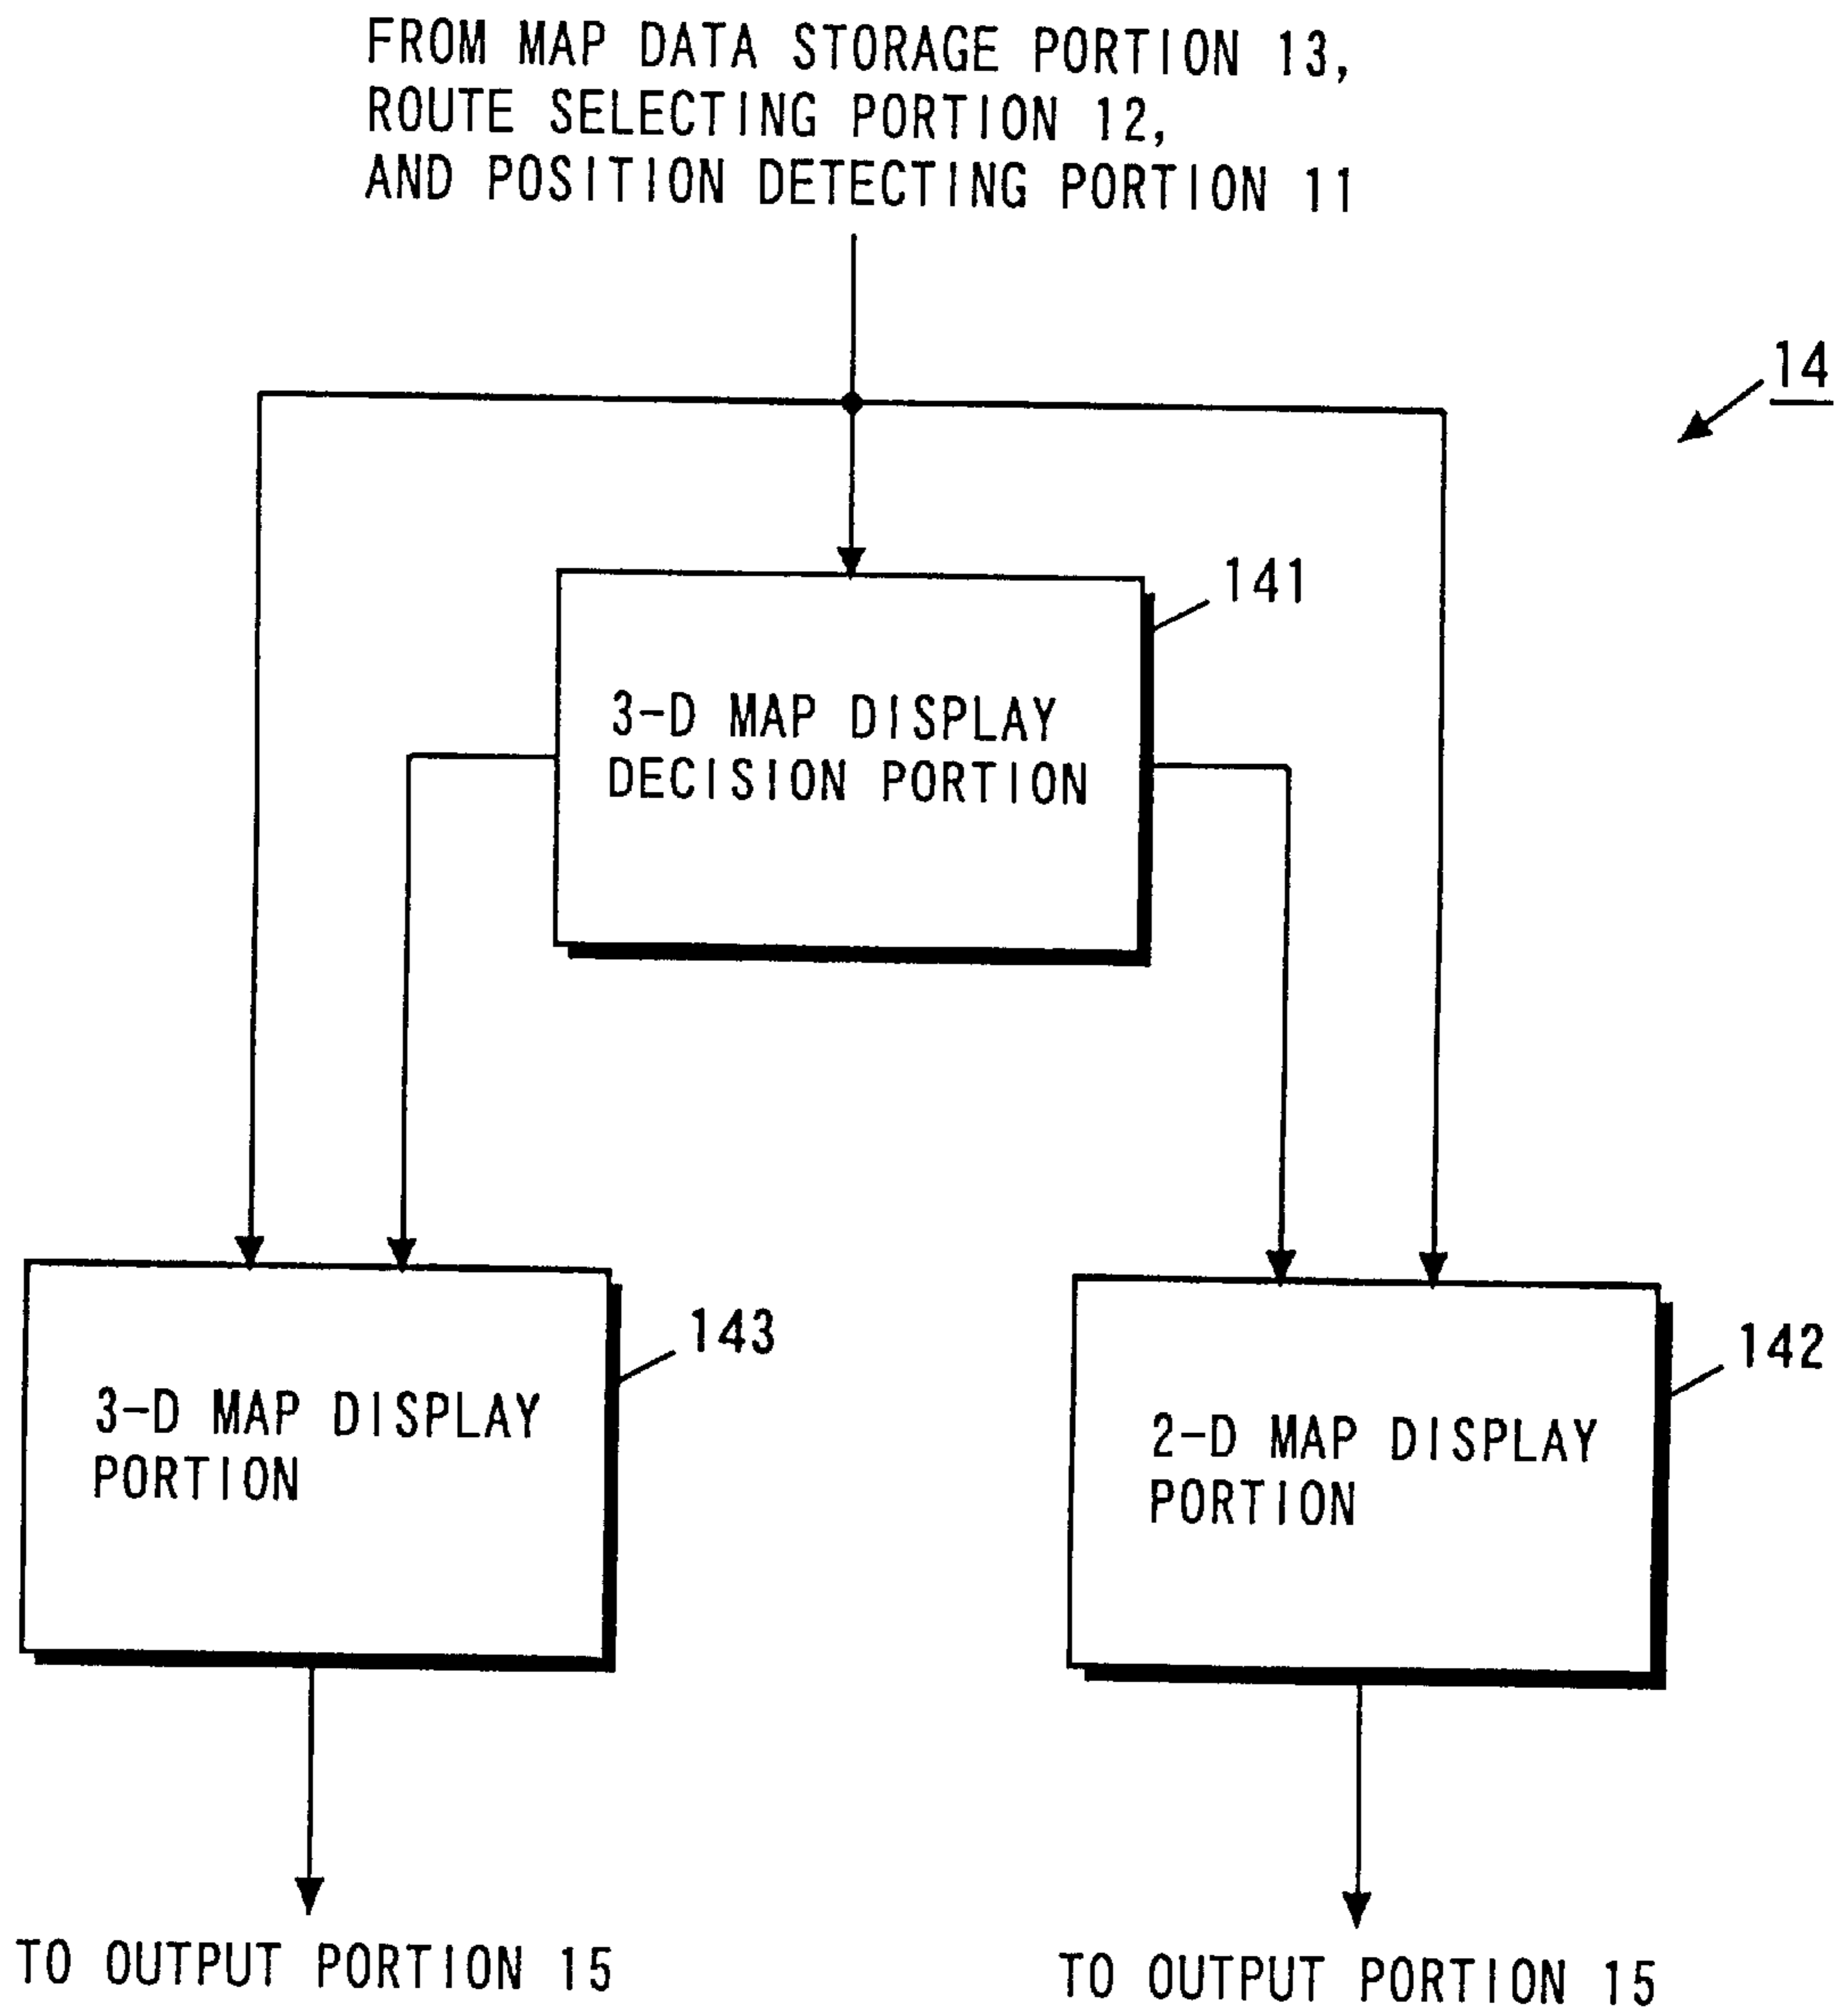 FROM MAP DATA STORAGE PORTION 13,
ROUTE SELECTING PORTION 12,
AND POSITION DETECTING PORTION 11
14
141
3-D MAP DISPLAY
DECISION PORTION
143
3-D MAP DISPLAY
PORTION
142
2-D MAP DISPLAY
PORTION
TO OUTPUT PORTION 15
TO OUTPUT PORTION 15